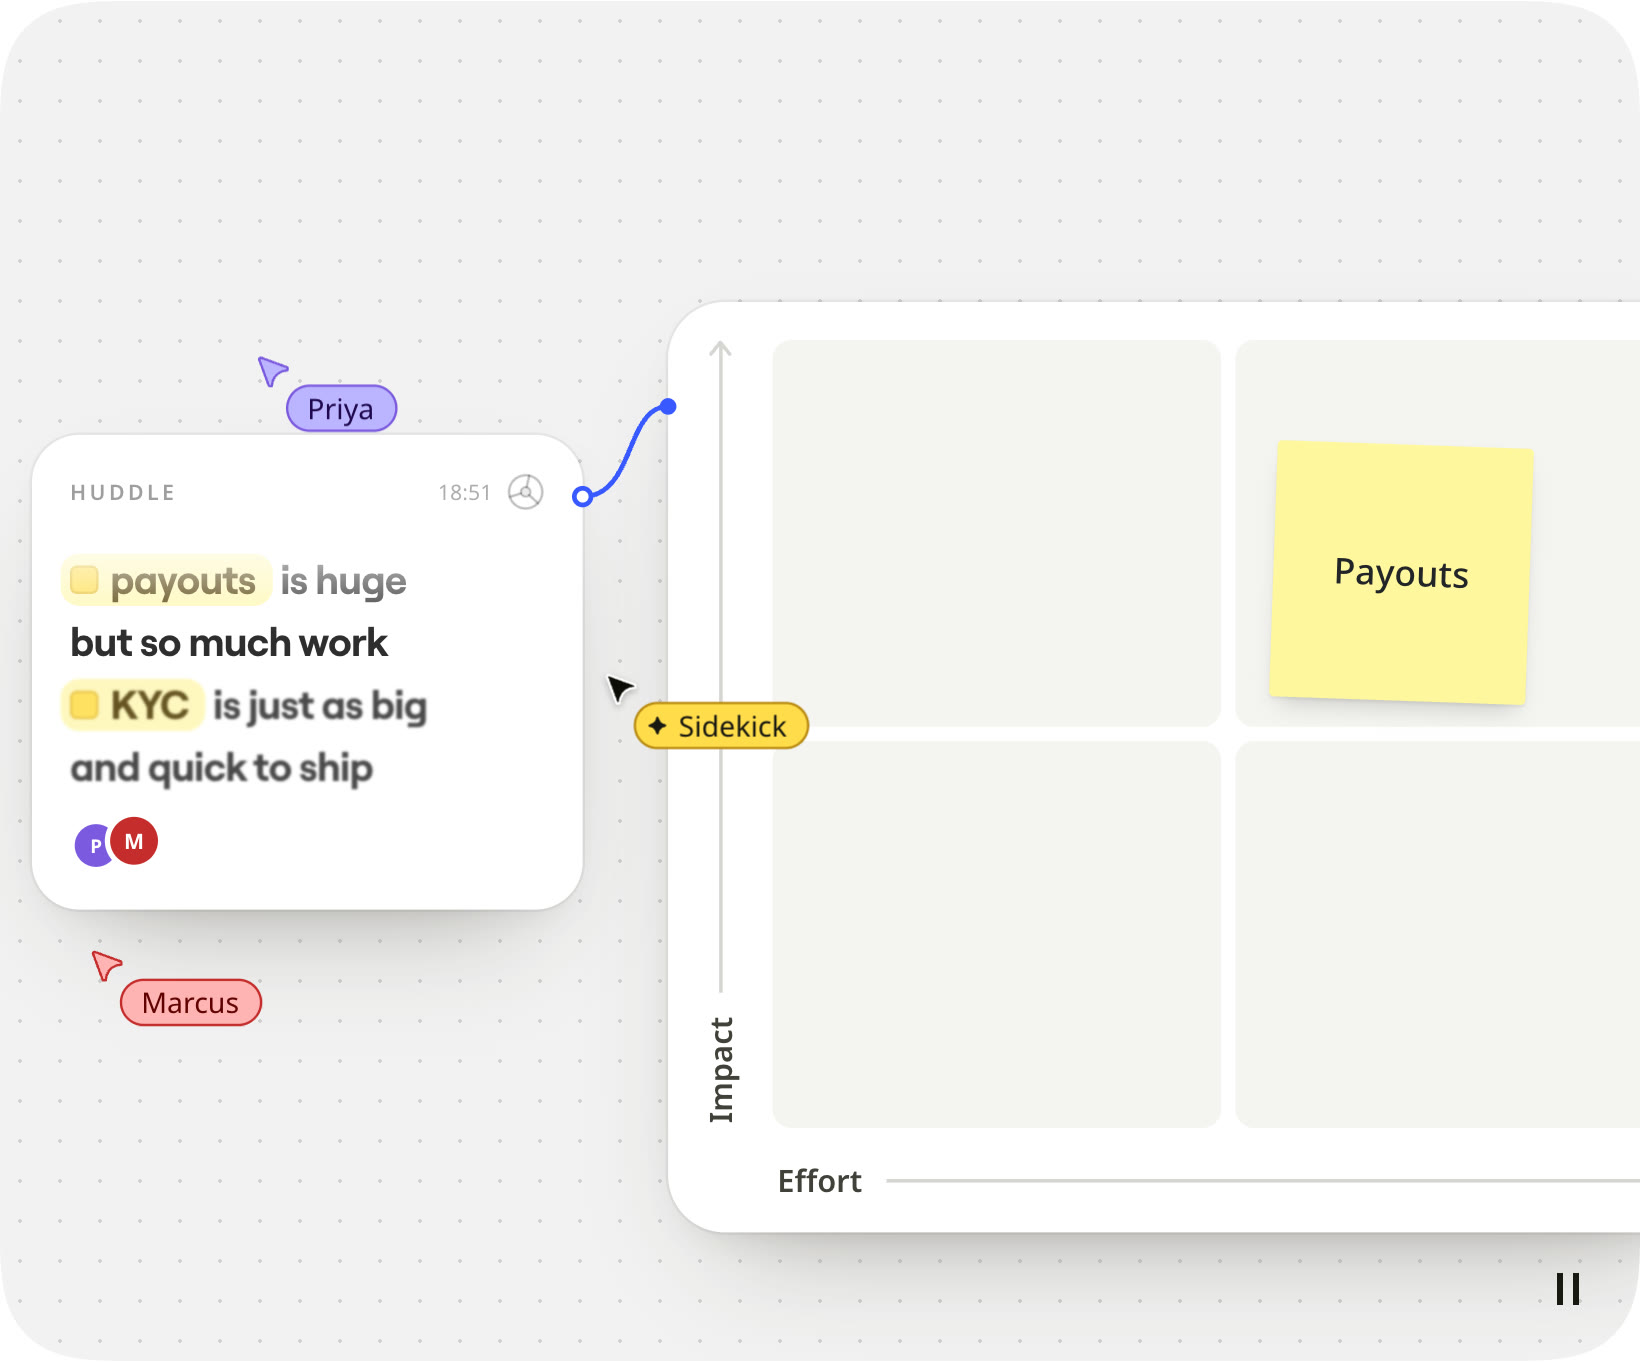 Priya
HUDDLE 18:51
payouts is huge
but so much work
KYC is just as big
and quick to ship
P M
Marcus
Sidekick
Payouts
Impact
Effort